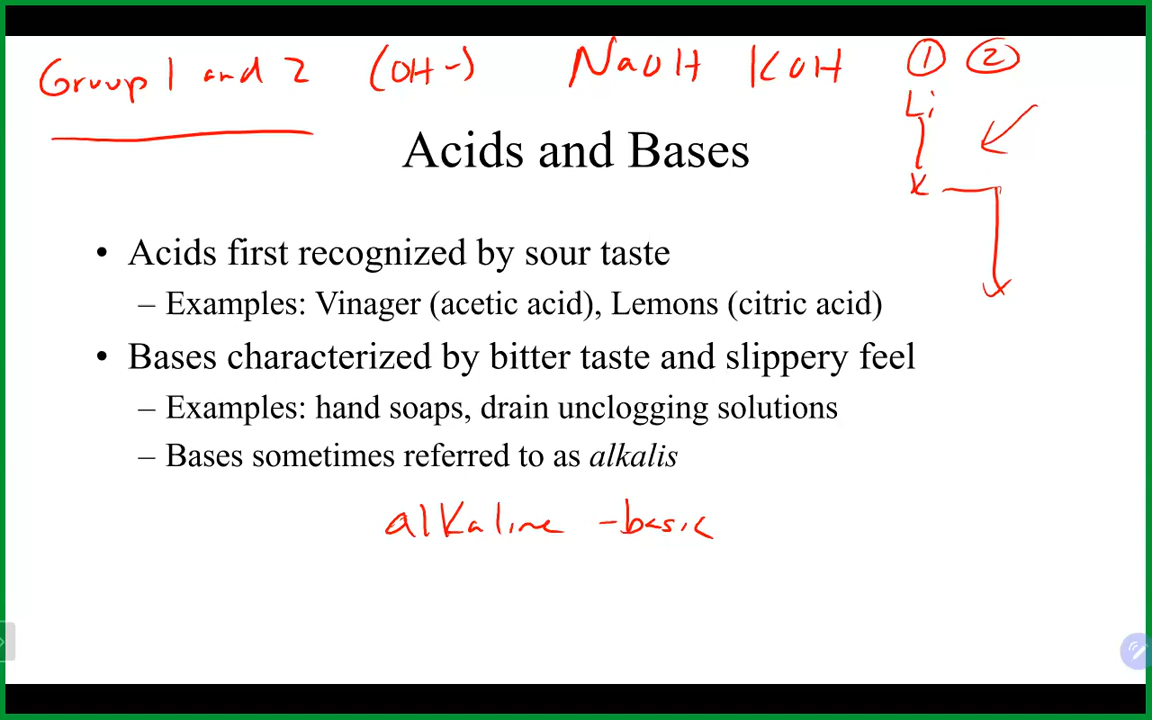 Group 1 and 2 (OH-) NaOH KOH ① ②
Li
Acids and Bases
K
• Acids first recognized by sour taste
– Examples: Vinager (acetic acid), Lemons (citric acid)
• Bases characterized by bitter taste and slippery feel
– Examples: hand soaps, drain unclogging solutions
– Bases sometimes referred to as alkalis
alkaline - basic